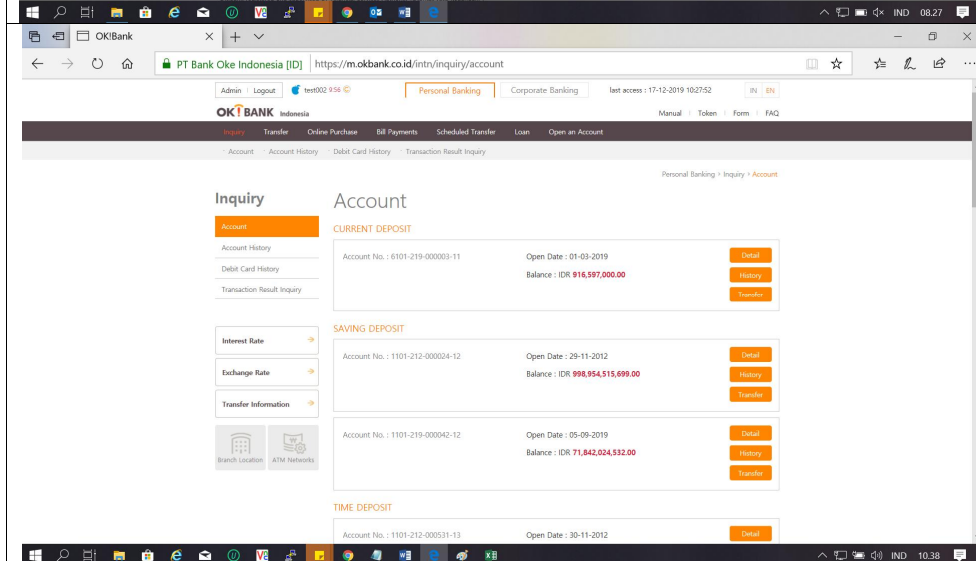 IND 08.27
OK!Bank
PT Bank Oke Indonesia [ID] https://m.okbank.co.id/intn/inquiry/account
Admin Logout test002 9:56 Personal Banking Corporate Banking last access : 17-12-2019 10:27:52 IN EN
OK! BANK Indonesia Manual Token Form FAQ
Inquiry Transfer Online Purchase Bill Payments Scheduled Transfer Loan Open an Account
Account Account History Debit Card History Transaction Result Inquiry
Personal Banking > Inquiry > Account
Inquiry
Account
Account History
Debit Card History
Transaction Result Inquiry
Interest Rate
Exchange Rate
Transfer Information
Branch Location ATM Networks
Account
CURRENT DEPOSIT
Account No. : 6101-219-000003-11 Open Date : 01-03-2019 Detail
Balance : IDR 916,597,000.00 History
Transfer
SAVING DEPOSIT
Account No. : 1101-212-000024-12 Open Date : 29-11-2012 Detail
Balance : IDR 998,954,515,699.00 History
Transfer
Account No. : 1101-219-000042-12 Open Date : 05-09-2019 Detail
Balance : IDR 71,842,024,532.00 History
Transfer
TIME DEPOSIT
Account No. : 1101-212-000531-13 Open Date : 30-11-2012 Detail
IND 10.38